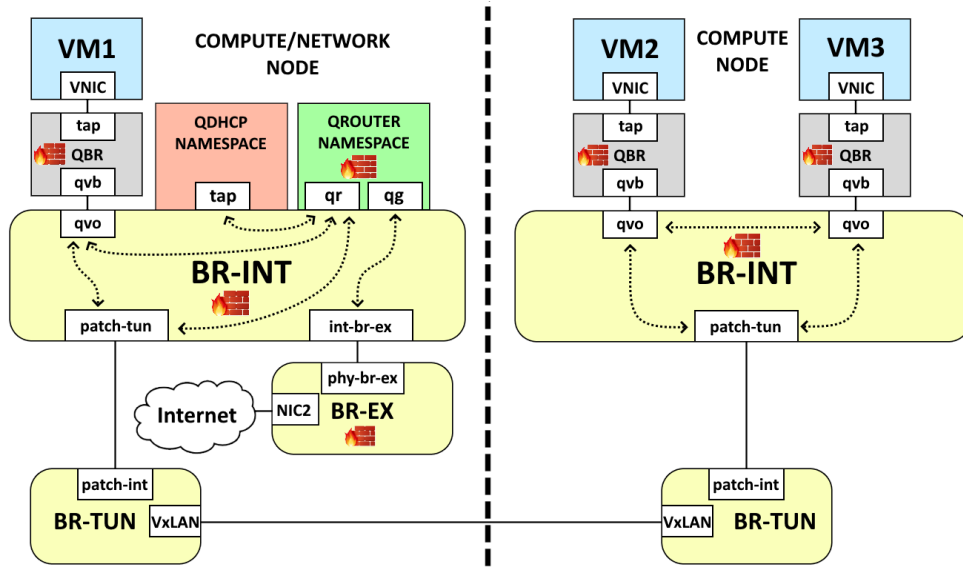 VM1
VNIC
tap
QBR
qvb
qvo
COMPUTE/NETWORK
NODE
QDHCP
NAMESPACE
tap
QROUTER
NAMESPACE
qr
qg
BR-INT
patch-tun
int-br-ex
phy-br-ex
Internet
NIC2
BR-EX
patch-int
BR-TUN
VxLAN
VM2
VNIC
tap
QBR
qvb
qvo
COMPUTE
NODE
VM3
VNIC
tap
QBR
qvb
qvo
BR-INT
patch-tun
patch-int
VxLAN
BR-TUN